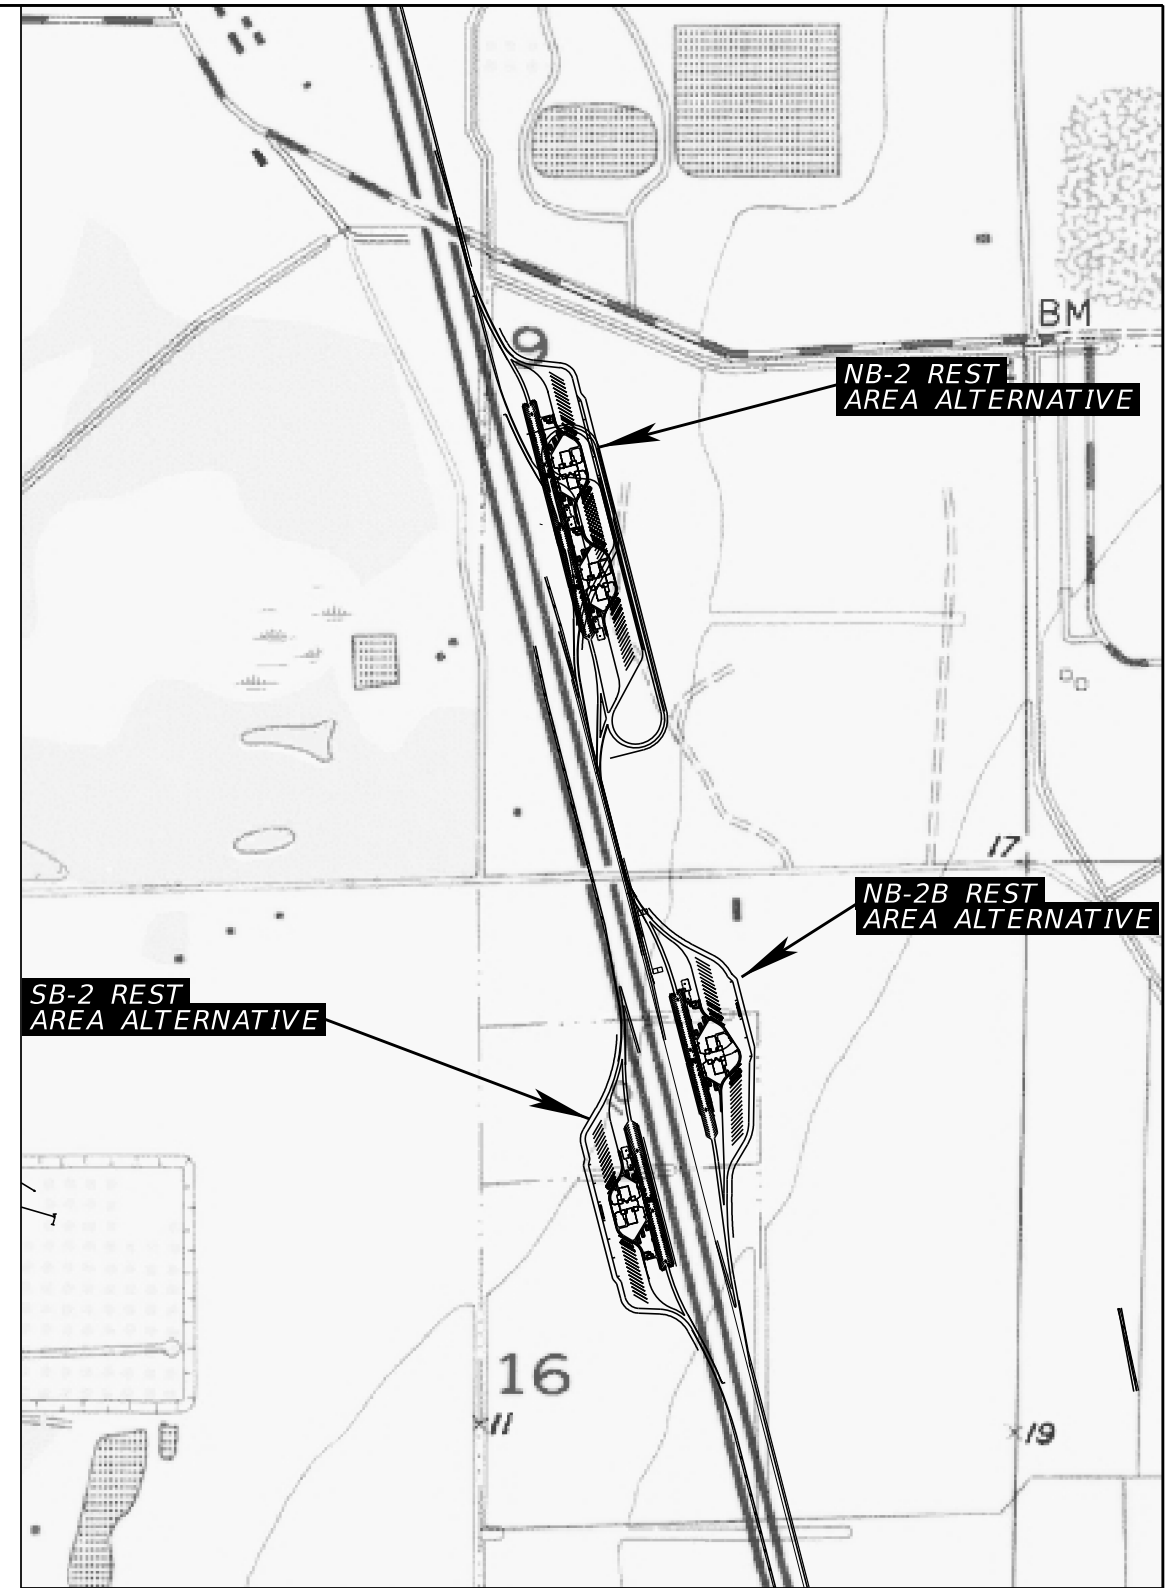 9
BM
NB-2 REST
AREA ALTERNATIVE
17
NB-2B REST
AREA ALTERNATIVE
SB-2 REST
AREA ALTERNATIVE
10
16
11
19